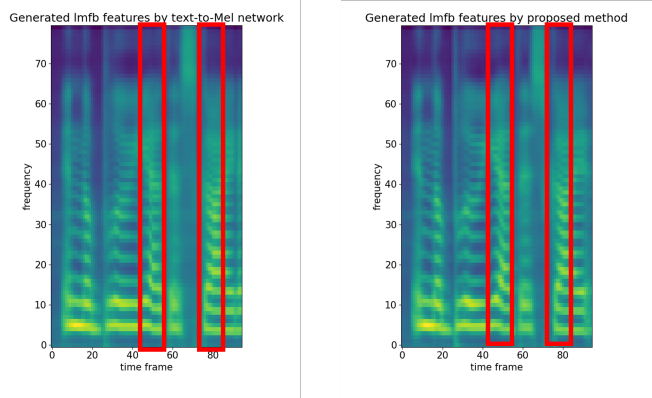 Generated lmfb features by text-to-Mel network
70
60
50
40
30
20
10
0
frequency
0 20 40 60 80
time frame
Generated lmfb features by proposed method
70
60
50
40
30
20
10
0
frequency
0 20 40 60 80
time frame